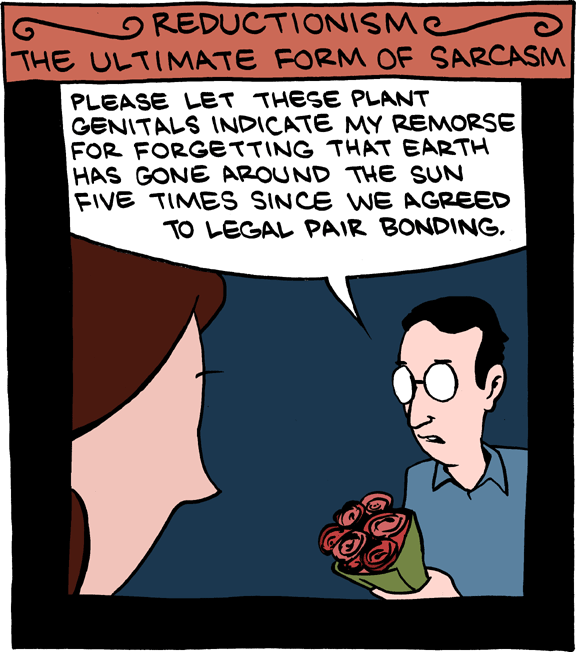 REDUCTIONISM
THE ULTIMATE FORM OF SARCASM
PLEASE LET THESE PLANT
GENITALS INDICATE MY REMORSE
FOR FORGETTING THAT EARTH
HAS GONE AROUND THE SUN
FIVE TIMES SINCE WE AGREED
TO LEGAL PAIR BONDING.